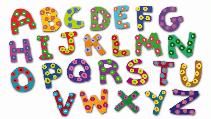 ABCDEFG
HIJKLMN
OPQRSTU
VWXYZ